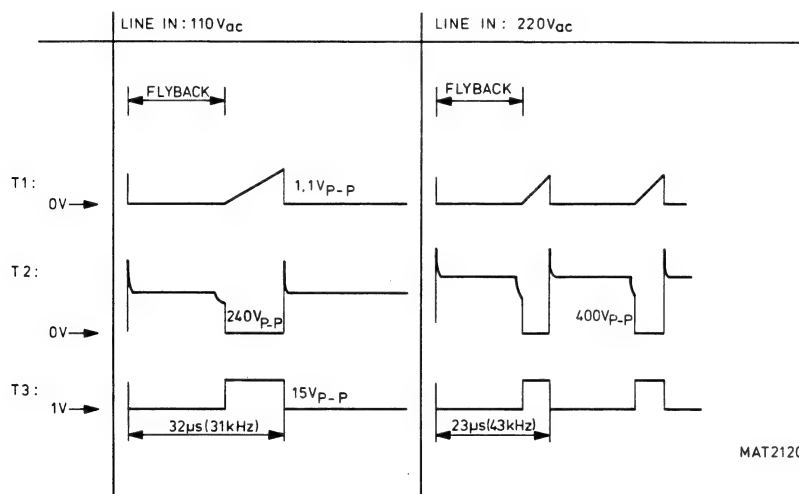 LINE IN: 110Vac
LINE IN: 220Vac
FLYBACK
FLYBACK
T1:
0V
1.1VP-P
T2:
0V
240VP-P
400VP-P
T3:
1V
15VP-P
32µs(31kHz)
23µs(43kHz)
MAT2120